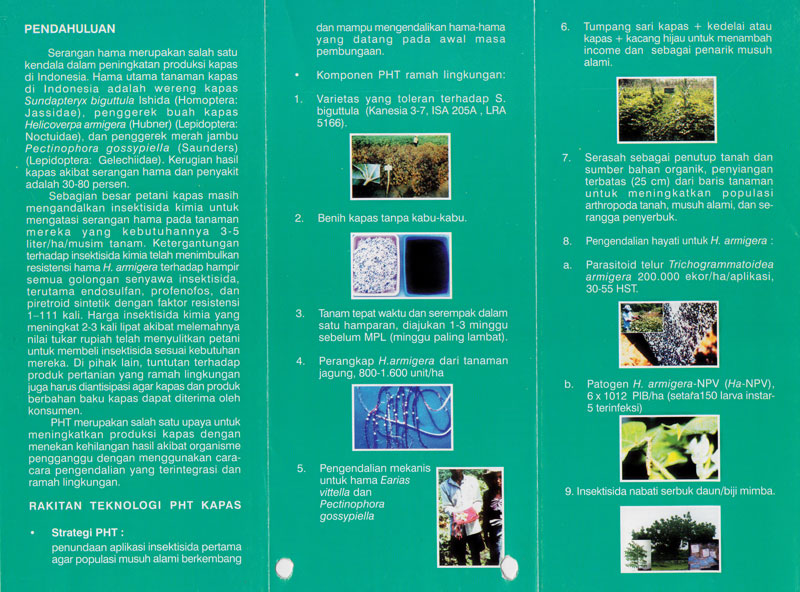 PENDAHULUAN
Serangan hama merupakan salah satu
kendala dalam peningkatan produksi kapas
di Indonesia. Hama utama tanaman kapas
di Indonesia adalah wereng kapas
Sundapteryx biguttula Ishida (Homoptera:
Jassidae), penggerek buah kapas
Helicoverpa armigera (Hubner) (Lepidoptera:
Noctuidae), dan penggerek merah jambu
Pectinophora gossypiella (Saunders)
(Lepidoptera: Gelechiidae). Kerugian hasil
kapas akibat serangan hama dan penyakit
adalah 30-80 persen.
Sebagian besar petani kapas masih
mengandalkan insektisida kimia untuk
mengatasi serangan hama pada tanaman
mereka yang kebutuhannya 3-5
liter/ha/musim tanam. Ketergantungan
terhadap insektisida kimia telah menimbulkan
resistensi hama H. armigera terhadap hampir
semua golongan senyawa insektisida,
terutama endosulfan, profenofos, dan
piretroid sintetik dengan faktor resistensi
1–111 kali. Harga insektisida kimia yang
meningkat 2-3 kali lipat akibat melemahnya
nilai tukar rupiah telah menyulitkan petani
untuk membeli insektisida sesuai kebutuhan
mereka. Di pihak lain, tuntutan terhadap
produk pertanian yang ramah lingkungan
juga harus diantisipasi agar kapas dan produk
berbahan baku kapas dapat diterima oleh
konsumen.
PHT merupakan salah satu upaya untuk
meningkatkan produksi kapas dengan
menekan kehilangan hasil akibat organisme
pengganggu dengan menggunakan cara-
cara pengendalian yang terintegrasi dan
ramah lingkungan.
RAKITAN TEKNOLOGI PHT KAPAS
• Strategi PHT :
penundaan aplikasi insektisida pertama
agar populasi musuh alami berkembang
dan mampu mengendalikan hama-hama
yang datang pada awal masa
pembungaan.
• Komponen PHT ramah lingkungan:
1. Varietas yang toleran terhadap S.
biguttula (Kanesia 3-7, ISA 205A , LRA
5166).
2. Benih kapas tanpa kabu-kabu.
3. Tanam tepat waktu dan serempak dalam
satu hamparan, diajukan 1-3 minggu
sebelum MPL (minggu paling lambat).
4. Perangkap H.armigera dari tanaman
jagung, 800-1.600 unit/ha
5. Pengendalian mekanis
untuk hama Earias
vittella dan
Pectinophora
gossypiella
6. Tumpang sari kapas + kedelai atau
kapas + kacang hijau untuk menambah
income dan sebagai penarik musuh
alami.
7. Serasah sebagai penutup tanah dan
sumber bahan organik, penyiangan
terbatas (25 cm) dari baris tanaman
untuk meningkatkan populasi
arthropoda tanah, musuh alami, dan se-
rangga penyerbuk.
8. Pengendalian hayati untuk H. armigera :
a. Parasitoid telur Trichogrammatoidea
armigera 200.000 ekor/ha/aplikasi,
30-55 HST.
b. Patogen H. armigera-NPV (Ha-NPV),
6 x 1012 PIB/ha (setara150 larva instar-
5 terinfeksi)
9. Insektisida nabati serbuk daun/biji mimba.